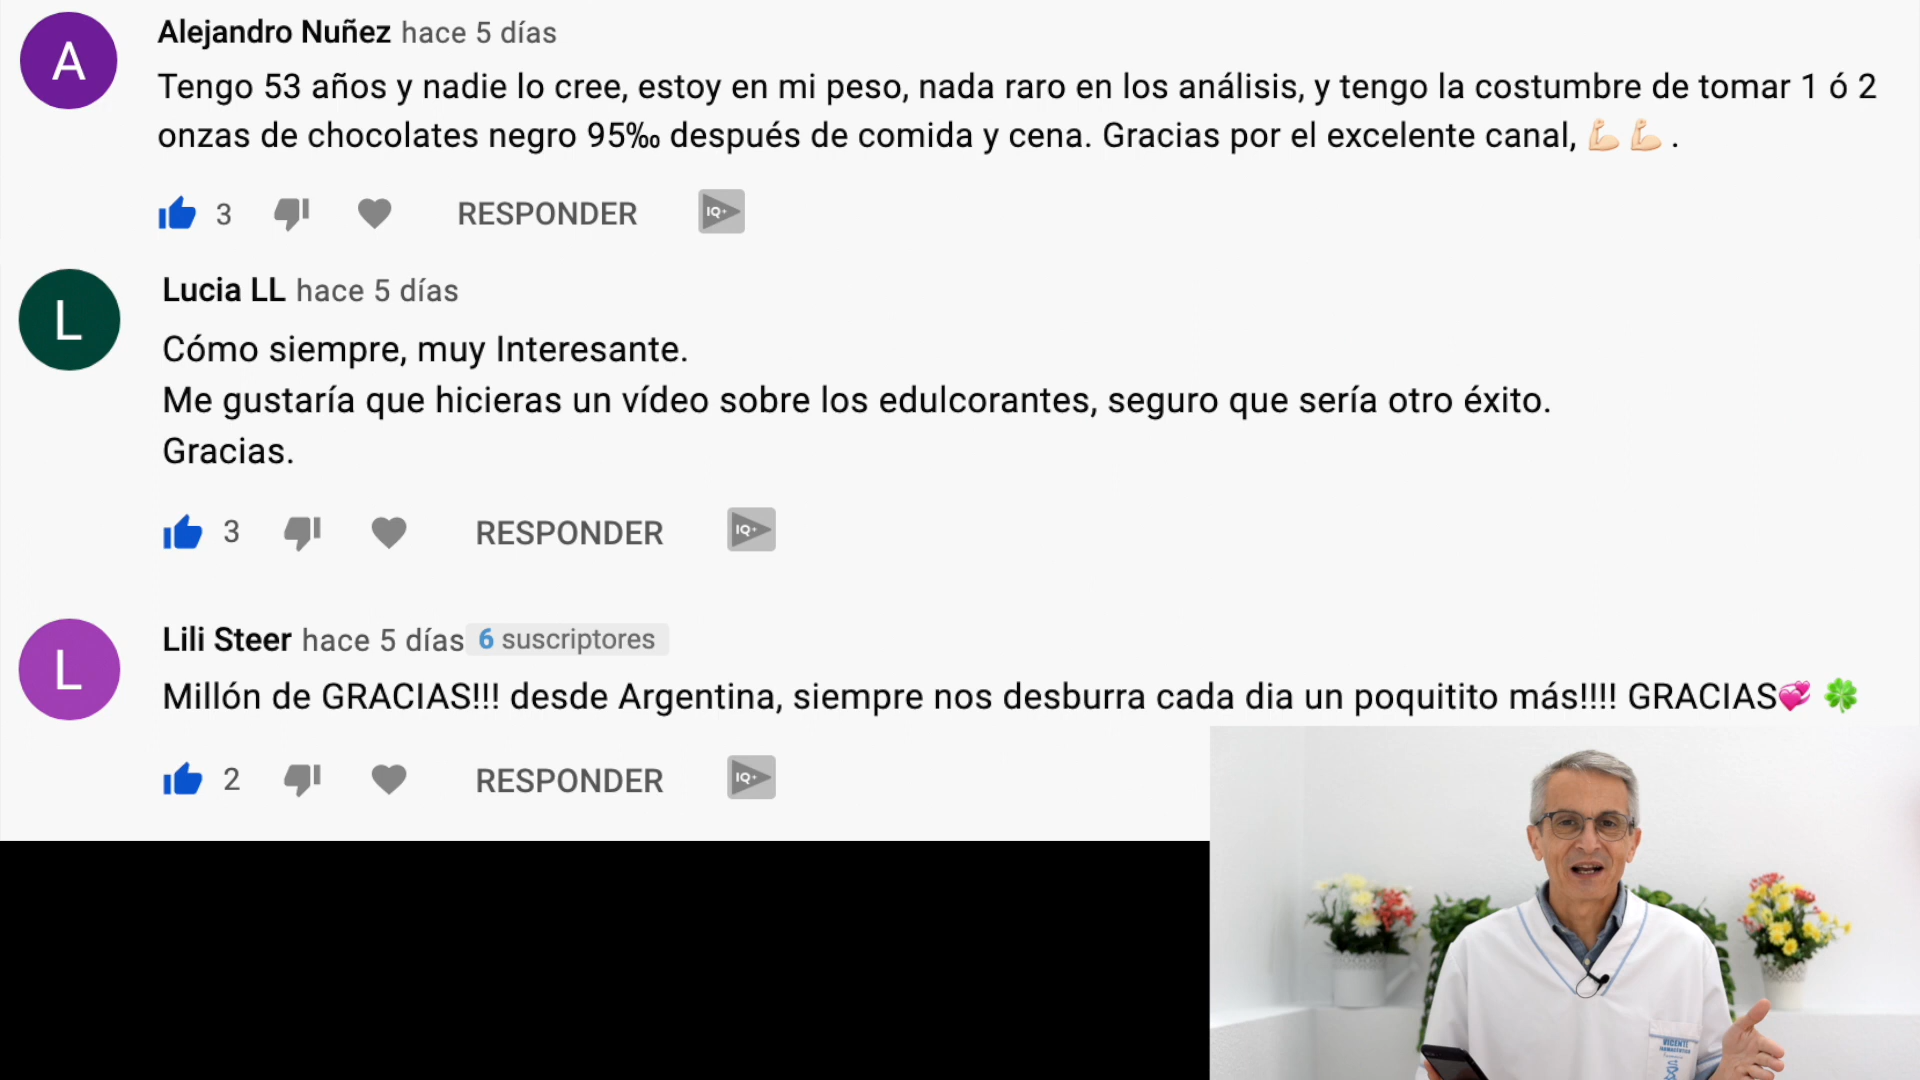 A
Alejandro Nuñez hace 5 días
Tengo 53 años y nadie lo cree, estoy en mi peso, nada raro en los análisis, y tengo la costumbre de tomar 1 ó 2
onzas de chocolates negro 95‰ después de comida y cena. Gracias por el excelente canal, 💪🏻 💪🏻 .
3 RESPONDER IQ+
L
Lucia LL hace 5 días
Cómo siempre, muy Interesante.
Me gustaría que hicieras un vídeo sobre los edulcorantes, seguro que sería otro éxito.
Gracias.
3 RESPONDER IQ+
L
Lili Steer hace 5 días 6 suscriptores
Millón de GRACIAS!!! desde Argentina, siempre nos desburra cada dia un poquitito más!!!! GRACIAS💞 🍀
2 RESPONDER IQ+